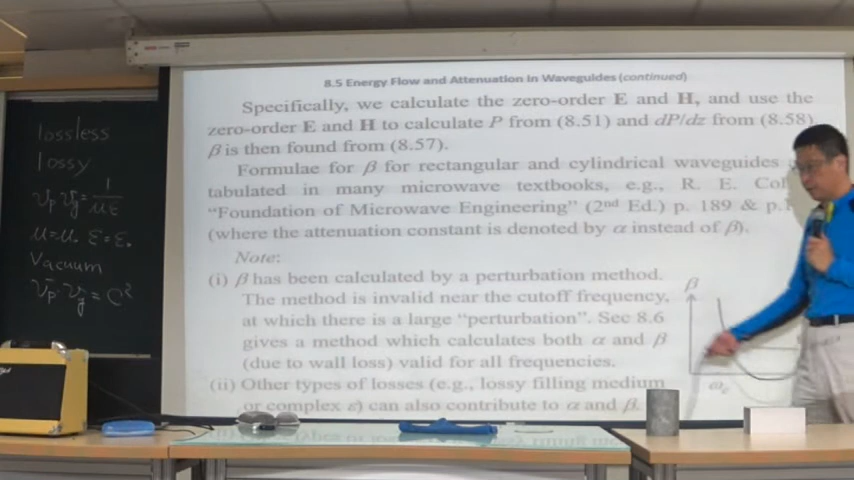 lossless
lossy
v_p v_g = 1/με
μ=μ₀ ε=ε₀
Vacuum
v_p · v_g = c²
8.5 Energy Flow and Attenuation in Waveguides (continued)
Specifically, we calculate the zero-order E and H, and use the
zero-order E and H to calculate P from (8.51) and dP/dz from (8.58).
β is then found from (8.57).
Formulae for β for rectangular and cylindrical waveguides
tabulated in many microwave textbooks, e.g., R. E.
"Foundation of Microwave Engineering" (2nd Ed.) p. 189 & p.
(where the attenuation constant is denoted by α instead of β).
Note:
(i) β has been calculated by a perturbation method.
The method is invalid near the cutoff frequency,
at which there is a large "perturbation". Sec 8.6
gives a method which calculates both α and β
(due to wall loss) valid for all frequencies.
(ii) Other types of losses (e.g., lossy filling medium
or complex ε) can also contribute to α and β.
β
ω_c